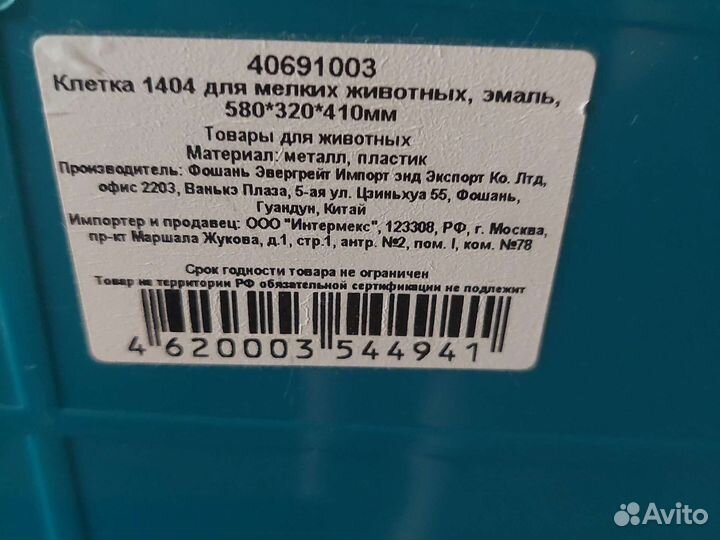 40691003
Клетка 1404 для мелких животных, эмаль,
580*320*410мм
Товары для животных
Материал: металл, пластик
Производитель: Фошань Эвергрейт Импорт энд Экспорт Ко. Лтд,
офис 2203, Ванькэ Плаза, 5-ая ул. Цзиньхуа 55, Фошань,
Гуандун, Китай
Импортер и продавец: ООО "Интермекс", 123308, РФ, г. Москва,
пр-кт Маршала Жукова, д.1, стр.1, антр. №2, пом. I, ком. №78
Срок годности товара не ограничен
Товар на территории РФ обязательной сертификации не подлежит
4 620003 544941
Avito